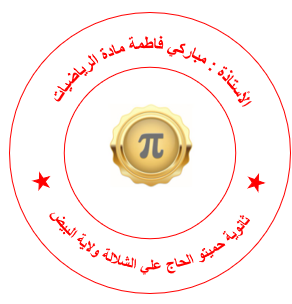 الأستاذة : مباركي فاطمة مادة الرياضيات
π
ثانوية حميتو الحاج علي الشلالة ولاية البيض